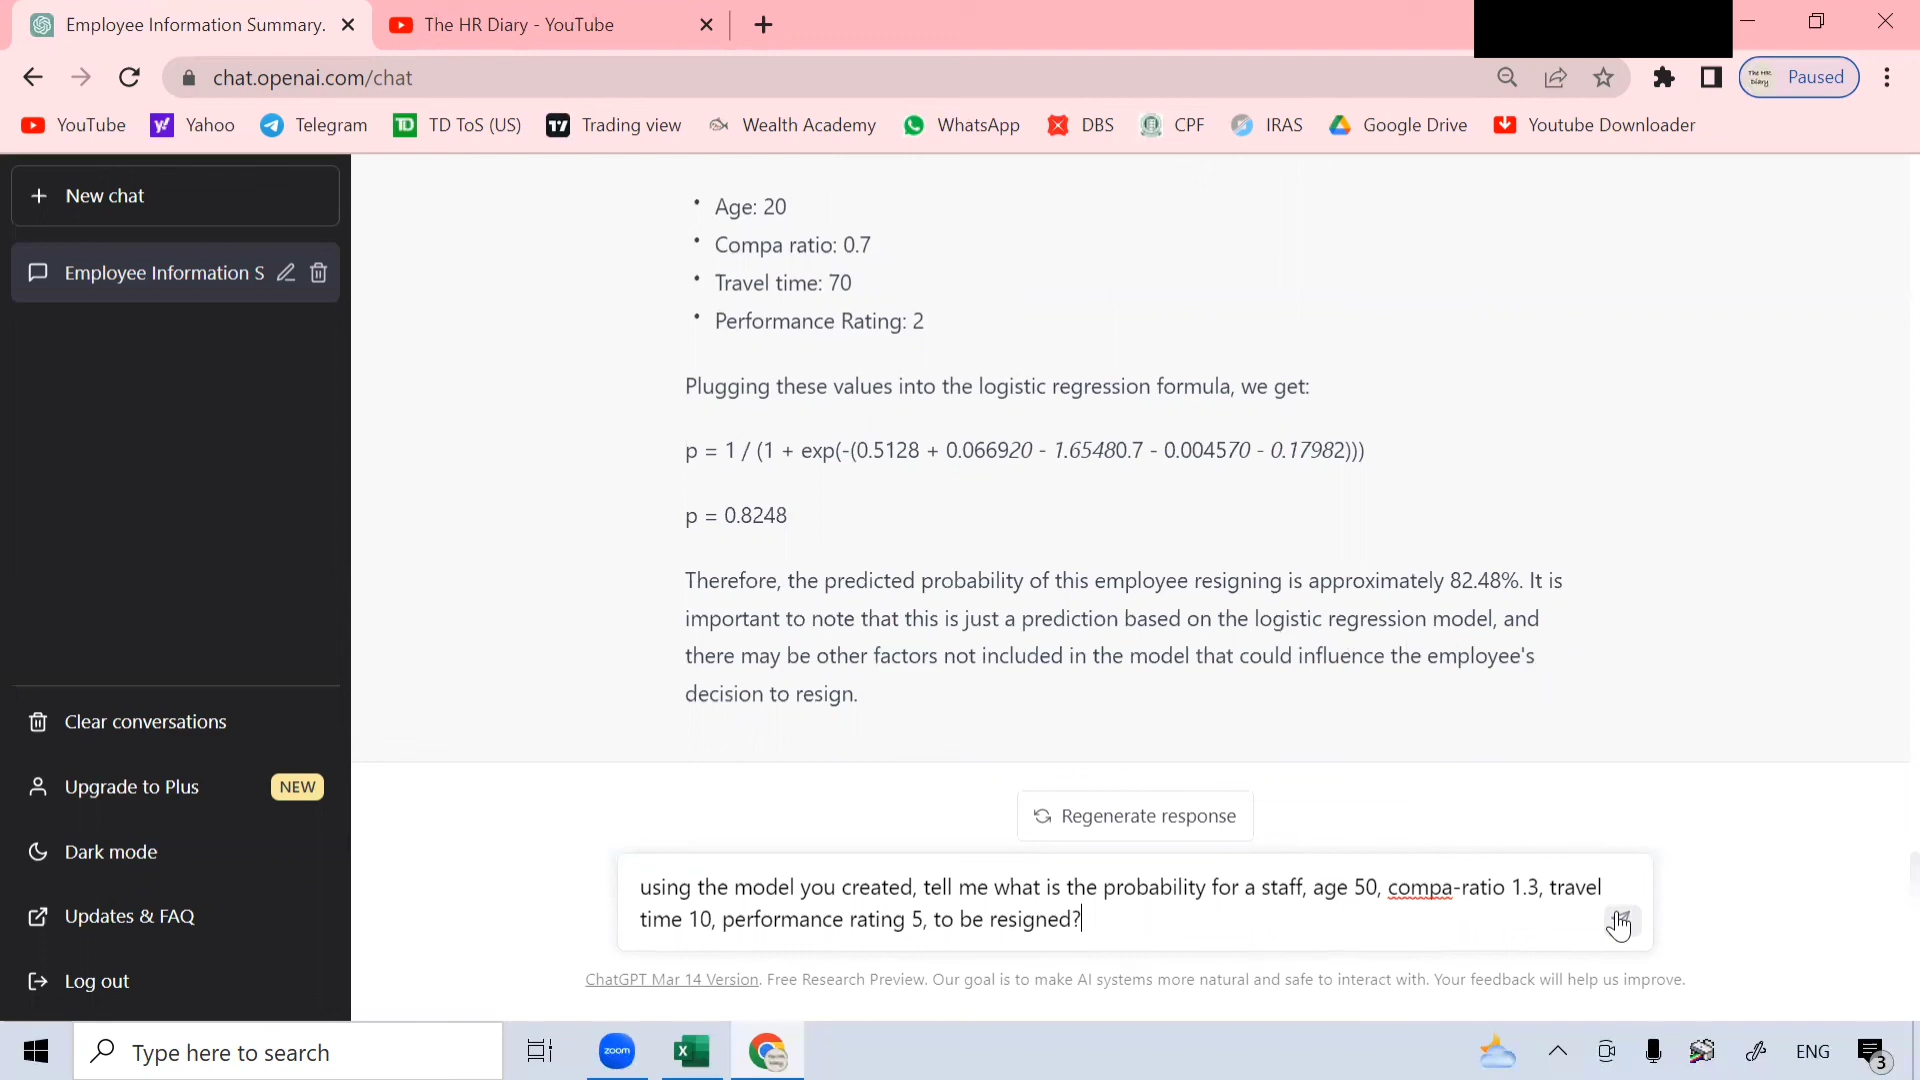 Employee Information Summary.
The HR Diary - YouTube
chat.openai.com/chat
The HR Diary
Paused
YouTube
Yahoo
Telegram
TD ToS (US)
Trading view
Wealth Academy
WhatsApp
DBS
CPF
IRAS
Google Drive
Youtube Downloader
New chat
Employee Information S
Clear conversations
Upgrade to Plus
NEW
Dark mode
Updates & FAQ
Log out
• Age: 20
• Compa ratio: 0.7
• Travel time: 70
• Performance Rating: 2
Plugging these values into the logistic regression formula, we get:
p = 1 / (1 + exp(-(0.5128 + 0.066920 - 1.65480.7 - 0.004570 - 0.17982)))
p = 0.8248
Therefore, the predicted probability of this employee resigning is approximately 82.48%. It is
important to note that this is just a prediction based on the logistic regression model, and
there may be other factors not included in the model that could influence the employee's
decision to resign.
Regenerate response
using the model you created, tell me what is the probability for a staff, age 50, compa-ratio 1.3, travel
time 10, performance rating 5, to be resigned?
ChatGPT Mar 14 Version. Free Research Preview. Our goal is to make AI systems more natural and safe to interact with. Your feedback will help us improve.
Type here to search
zoom
ENG
3